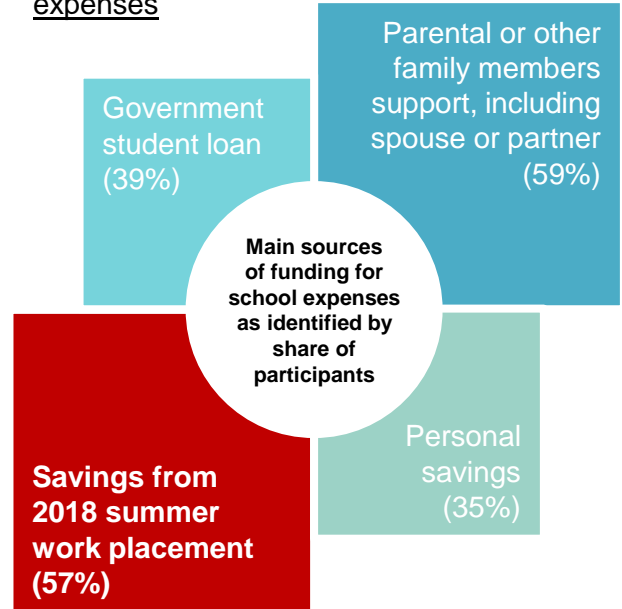 expenses
Government
student loan
(39%)
Parental or other
family members
support, including
spouse or partner
(59%)
Main sources
of funding for
school expenses
as identified by
share of
participants
Savings from
2018 summer
work placement
(57%)
Personal
savings
(35%)